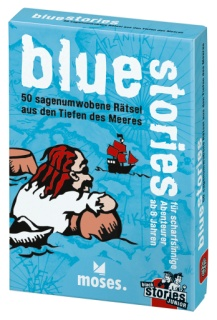 blue
stories
50 sagenumwobene Rätsel
aus den Tiefen des Meeres
für scharfsinnige
Abenteurer
ab 8 Jahren
moses.
black
stories
JUNIOR